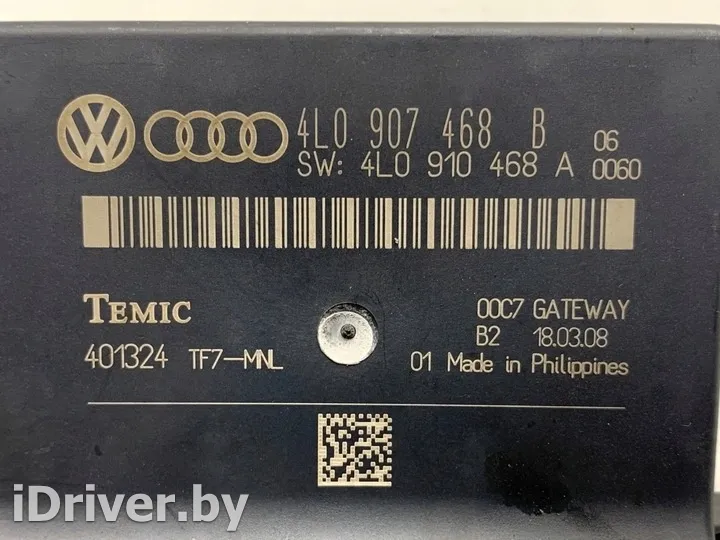 4L0 907 468 B 06
SW: 4L0 910 468 A 0060
TEMIC
00C7 GATEWAY
B2 18.03.08
401324 TF7-MNL
01 Made in Philippines
iDriver.by